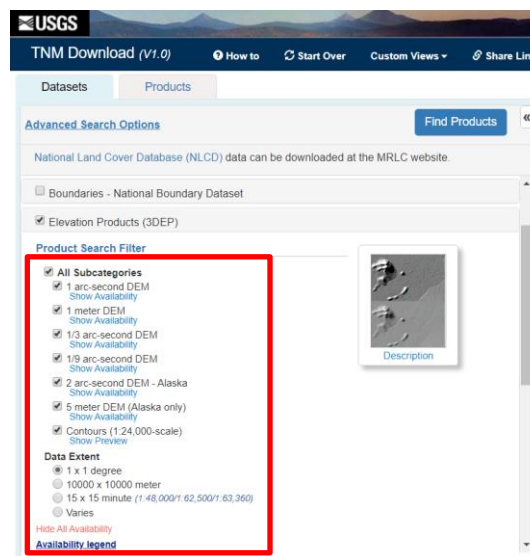 USGS
TNM Download (V1.0) How to Start Over Custom Views Share Lin
Datasets Products
Advanced Search Options Find Products «
National Land Cover Database (NLCD) data can be downloaded at the MRLC website.
Boundaries - National Boundary Dataset
Elevation Products (3DEP)
Product Search Filter
All Subcategories
1 arc-second DEM
Show Availability
1 meter DEM
Show Availability
1/3 arc-second DEM
Show Availability
1/9 arc-second DEM
Show Availability
2 arc-second DEM - Alaska
Show Availability
5 meter DEM (Alaska only)
Show Availability
Contours (1:24,000-scale)
Show Preview
Description
Data Extent
1 x 1 degree
10000 x 10000 meter
15 x 15 minute (1:48,000/1:62,500/1:63,360)
Varies
Hide All Availability
Availability legend